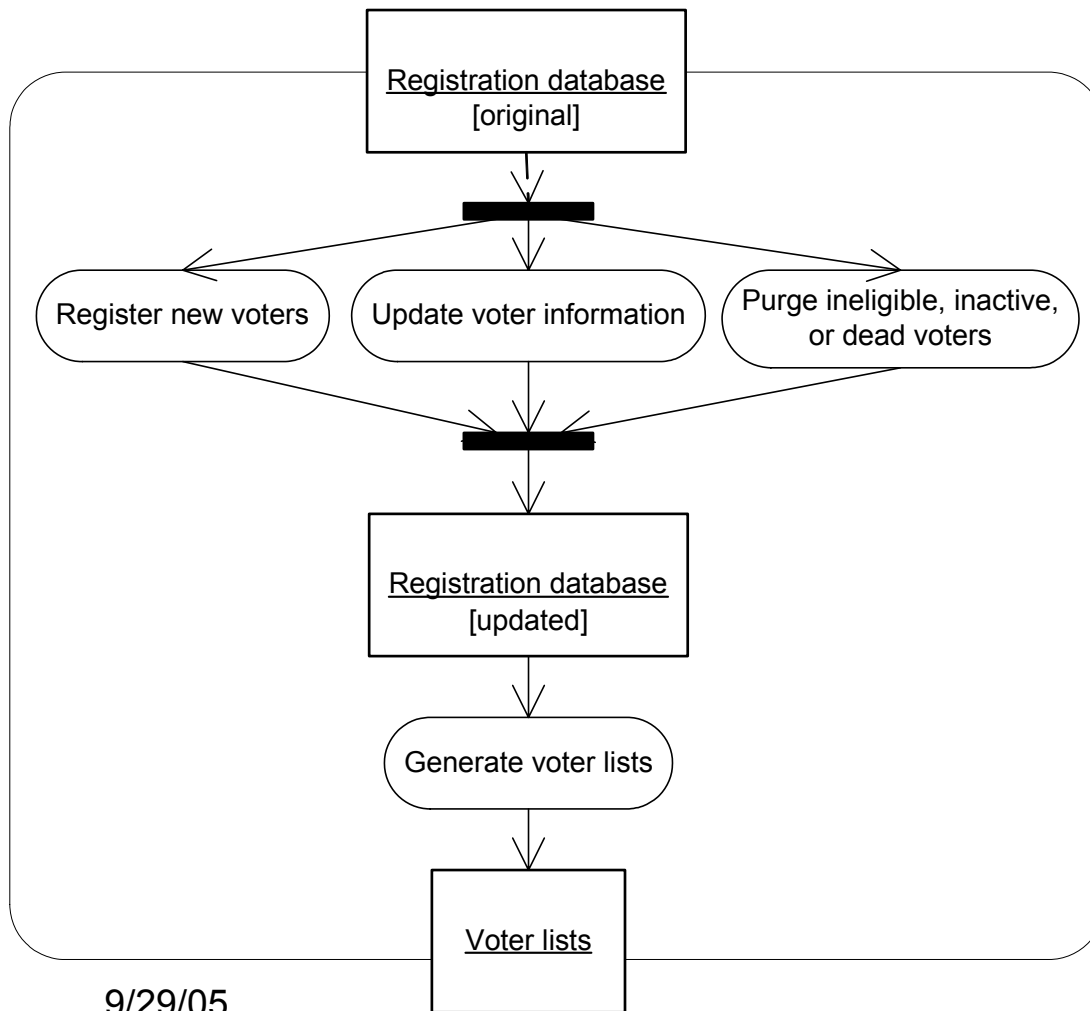 Registration database
[original]
Register new voters
Update voter information
Purge ineligible, inactive,
or dead voters
Registration database
[updated]
Generate voter lists
Voter lists
9/29/05